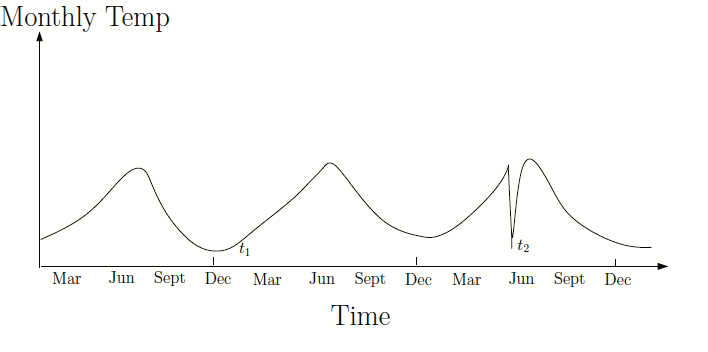 Monthly Temp
t1
t2
Mar Jun Sept Dec Mar Jun Sept Dec Mar Jun Sept Dec
Time